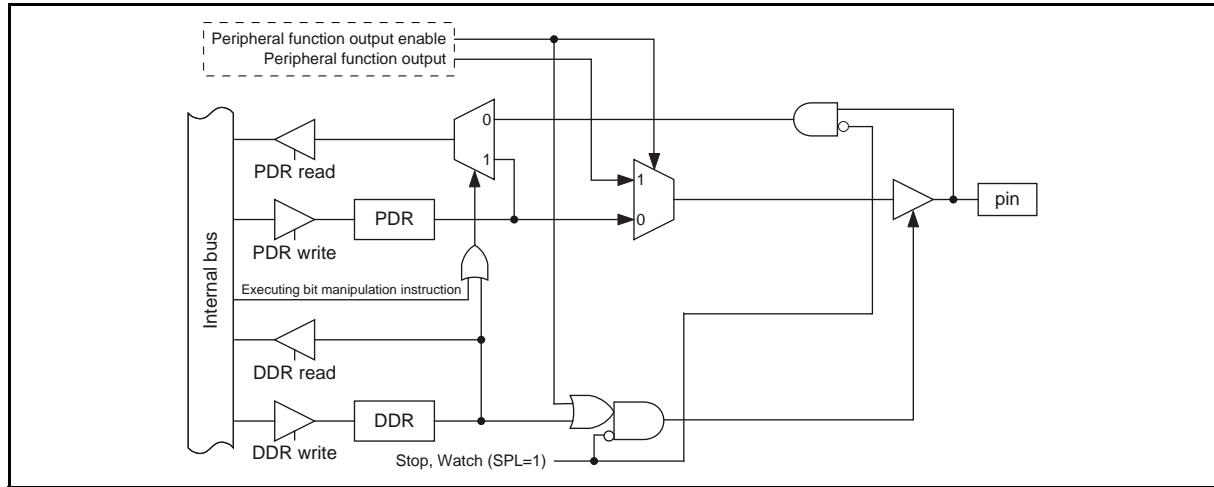 Peripheral function output enable
Peripheral function output
0
1
PDR read
1
pin
PDR
0
PDR write
Internal bus
Executing bit manipulation instruction
DDR read
DDR
DDR write
Stop, Watch (SPL=1)